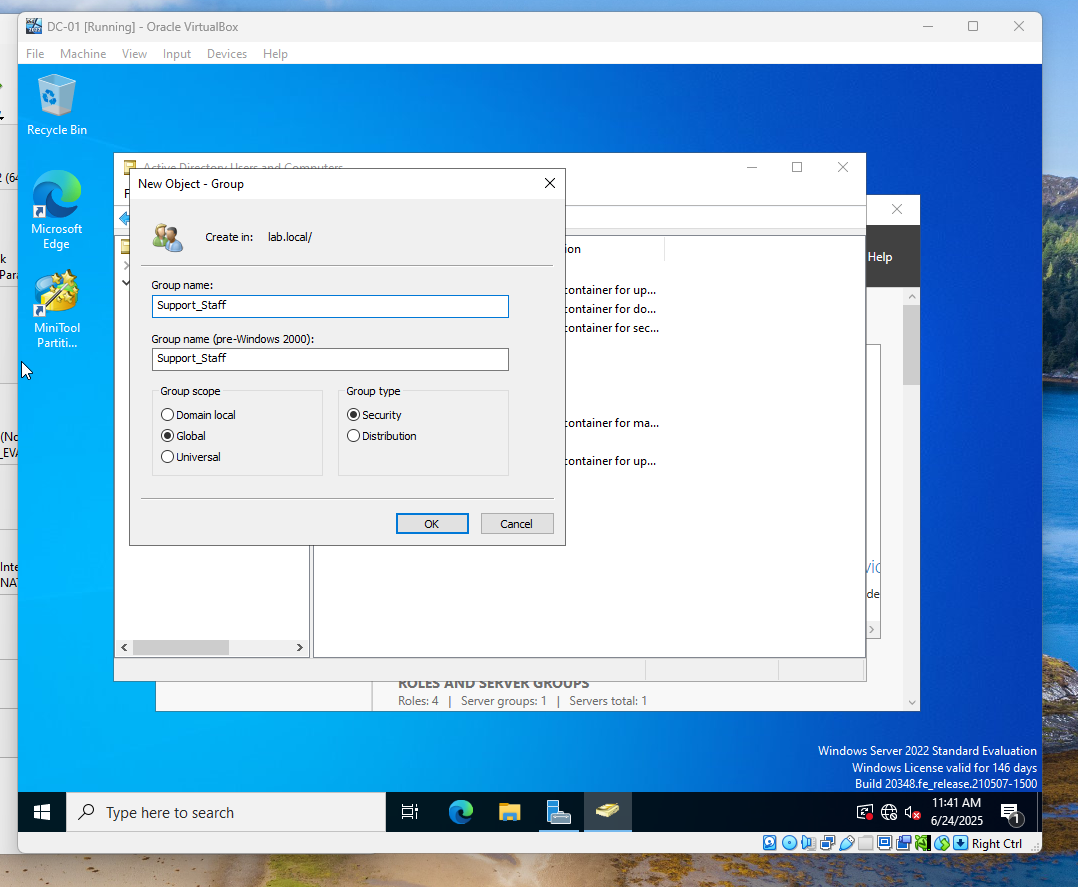 DC-01 [Running] - Oracle VirtualBox
File Machine View Input Devices Help
Recycle Bin
Microsoft
Edge
MiniTool
Partiti...
Active Directory Users and Computers
New Object - Group
Create in: lab.local/
Group name:
Support_Staff
Group name (pre-Windows 2000):
Support_Staff
Group scope
Domain local
Global
Universal
Group type
Security
Distribution
OK Cancel
container for up...
container for do...
container for sec...
container for ma...
container for up...
Help
ROLES AND SERVER GROUPS
Roles: 4 | Server groups: 1 | Servers total: 1
Windows Server 2022 Standard Evaluation
Windows License valid for 146 days
Build 20348.fe_release.210507-1500
Type here to search
11:41 AM
6/24/2025
1
Right Ctrl